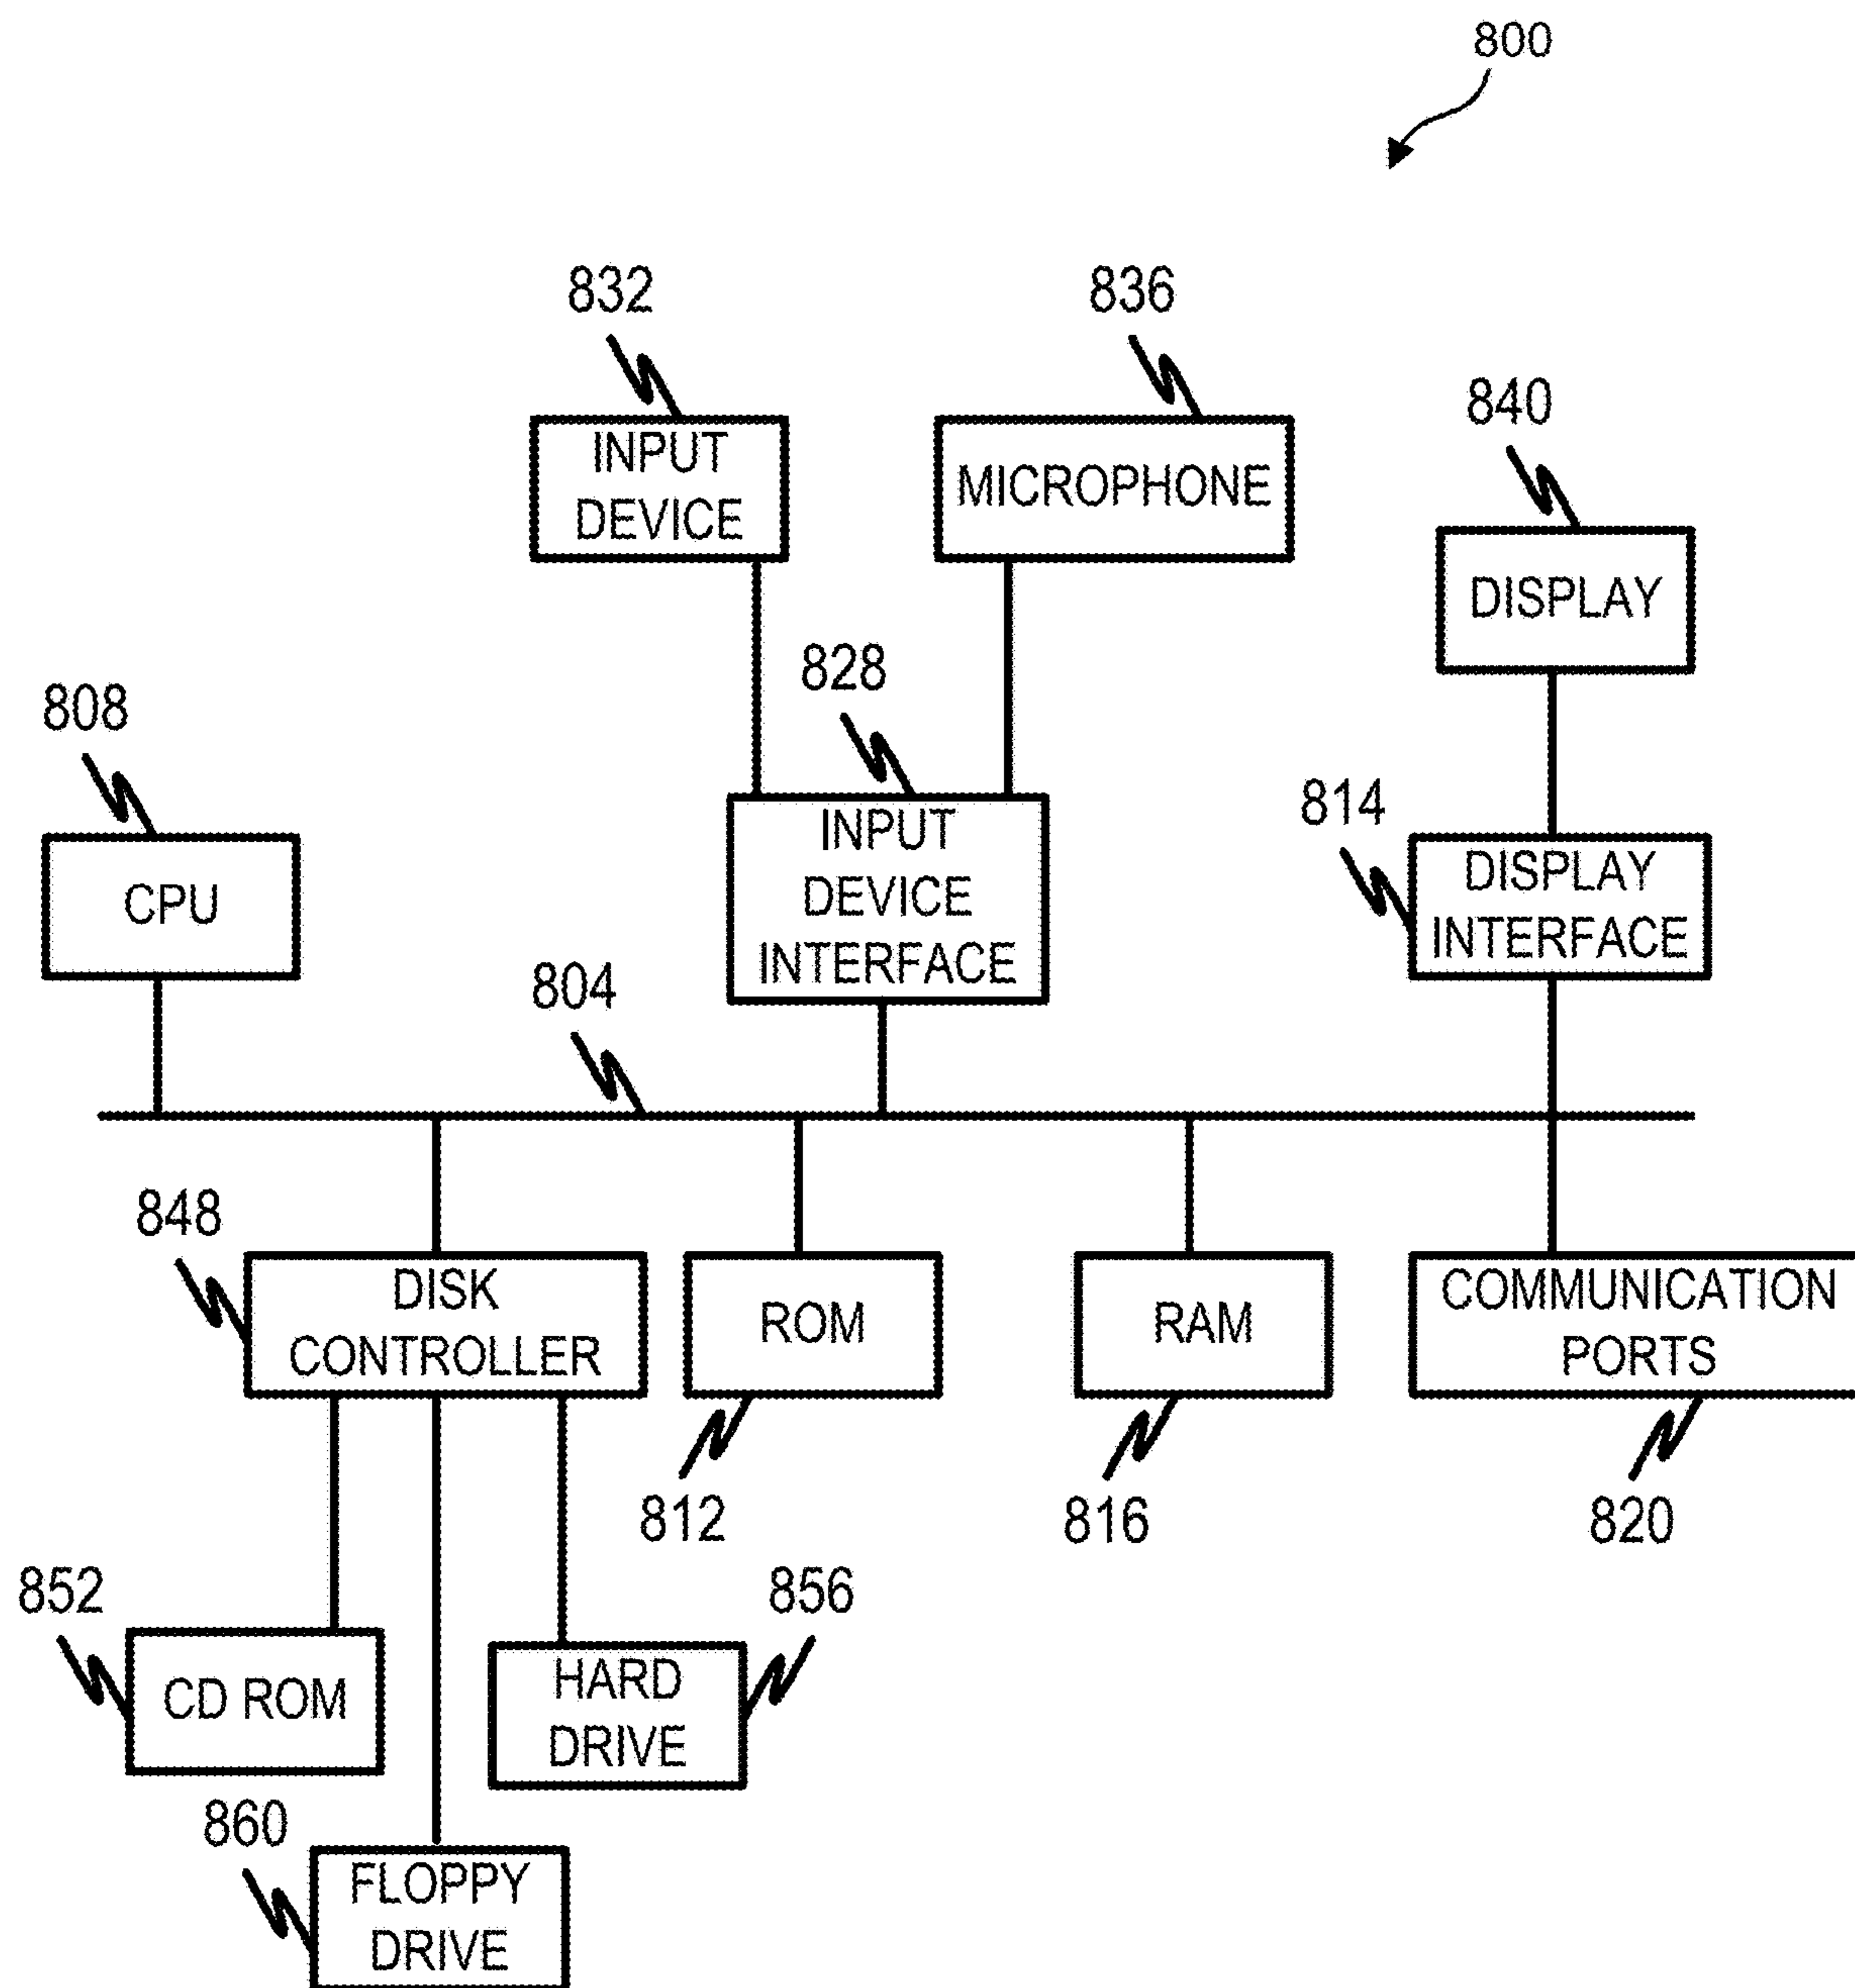 800
832
836
840
INPUT
DEVICE
MICROPHONE
DISPLAY
828
808
814
INPUT
DEVICE
INTERFACE
DISPLAY
INTERFACE
CPU
804
848
DISK
CONTROLLER
ROM
RAM
COMMUNICATION
PORTS
812
816
820
852
856
CD ROM
HARD
DRIVE
860
FLOPPY
DRIVE